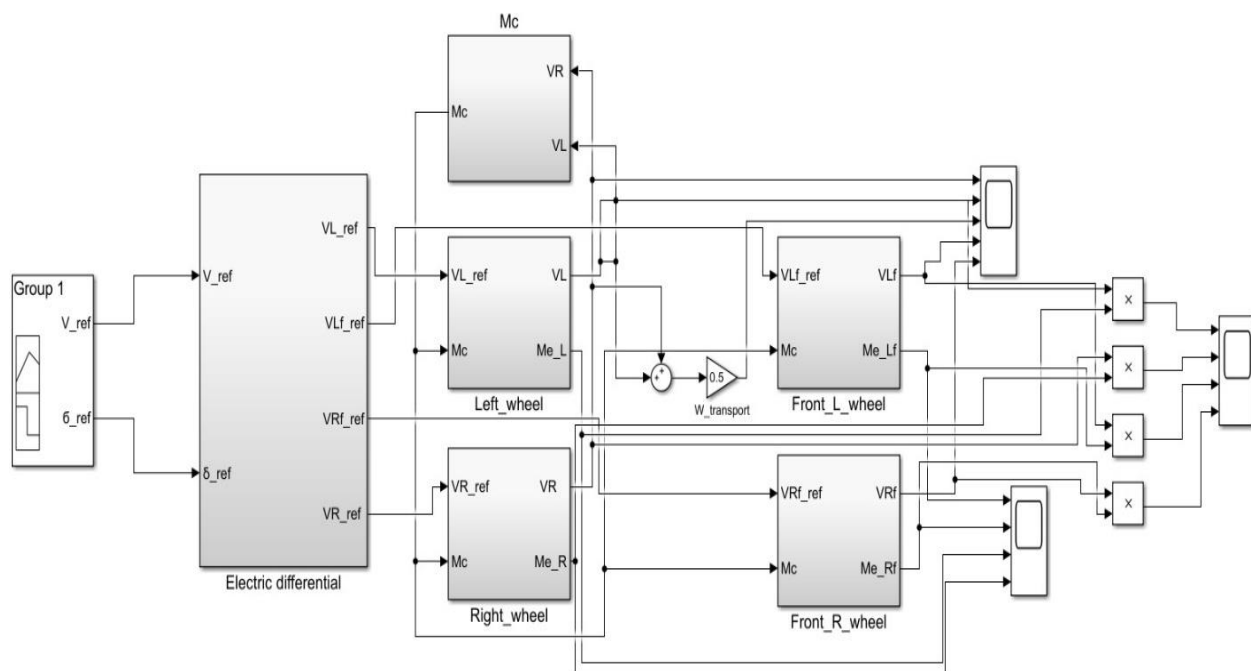 Mc
VR
Mc
VL
Group 1
V_ref
б_ref
V_ref
δ_ref
VL_ref
VLf_ref
VRf_ref
VR_ref
Electric differential
VL_ref
VL
Mc
Me_L
Left_wheel
VR_ref
VR
Mc
Me_R
Right_wheel
0.5
W_transport
VLf_ref
VLf
Mc
Me_Lf
Front_L_wheel
VRf_ref
VRf
Mc
Me_Rf
Front_R_wheel
+
+
×
×
×
×